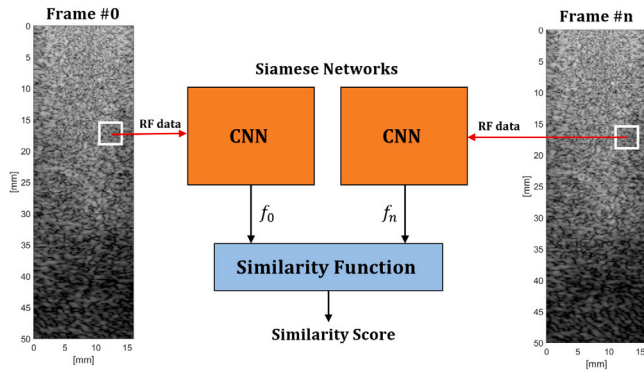 Frame #0
Frame #n
0
5
10
15
20
25
30
35
40
45
50
[mm]
0
5
10
15
[mm]
Siamese Networks
RF data
CNN
CNN
RF data
f0
fn
Similarity Function
Similarity Score
0
5
10
15
20
25
30
35
40
45
50
[mm]
0
5
10
15
[mm]